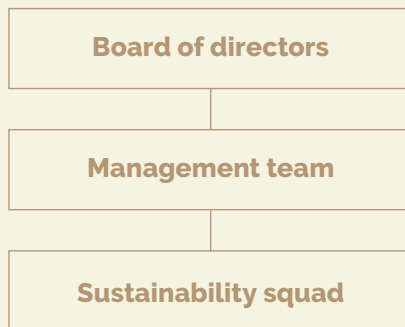 Board of directors
Management team
Sustainability squad